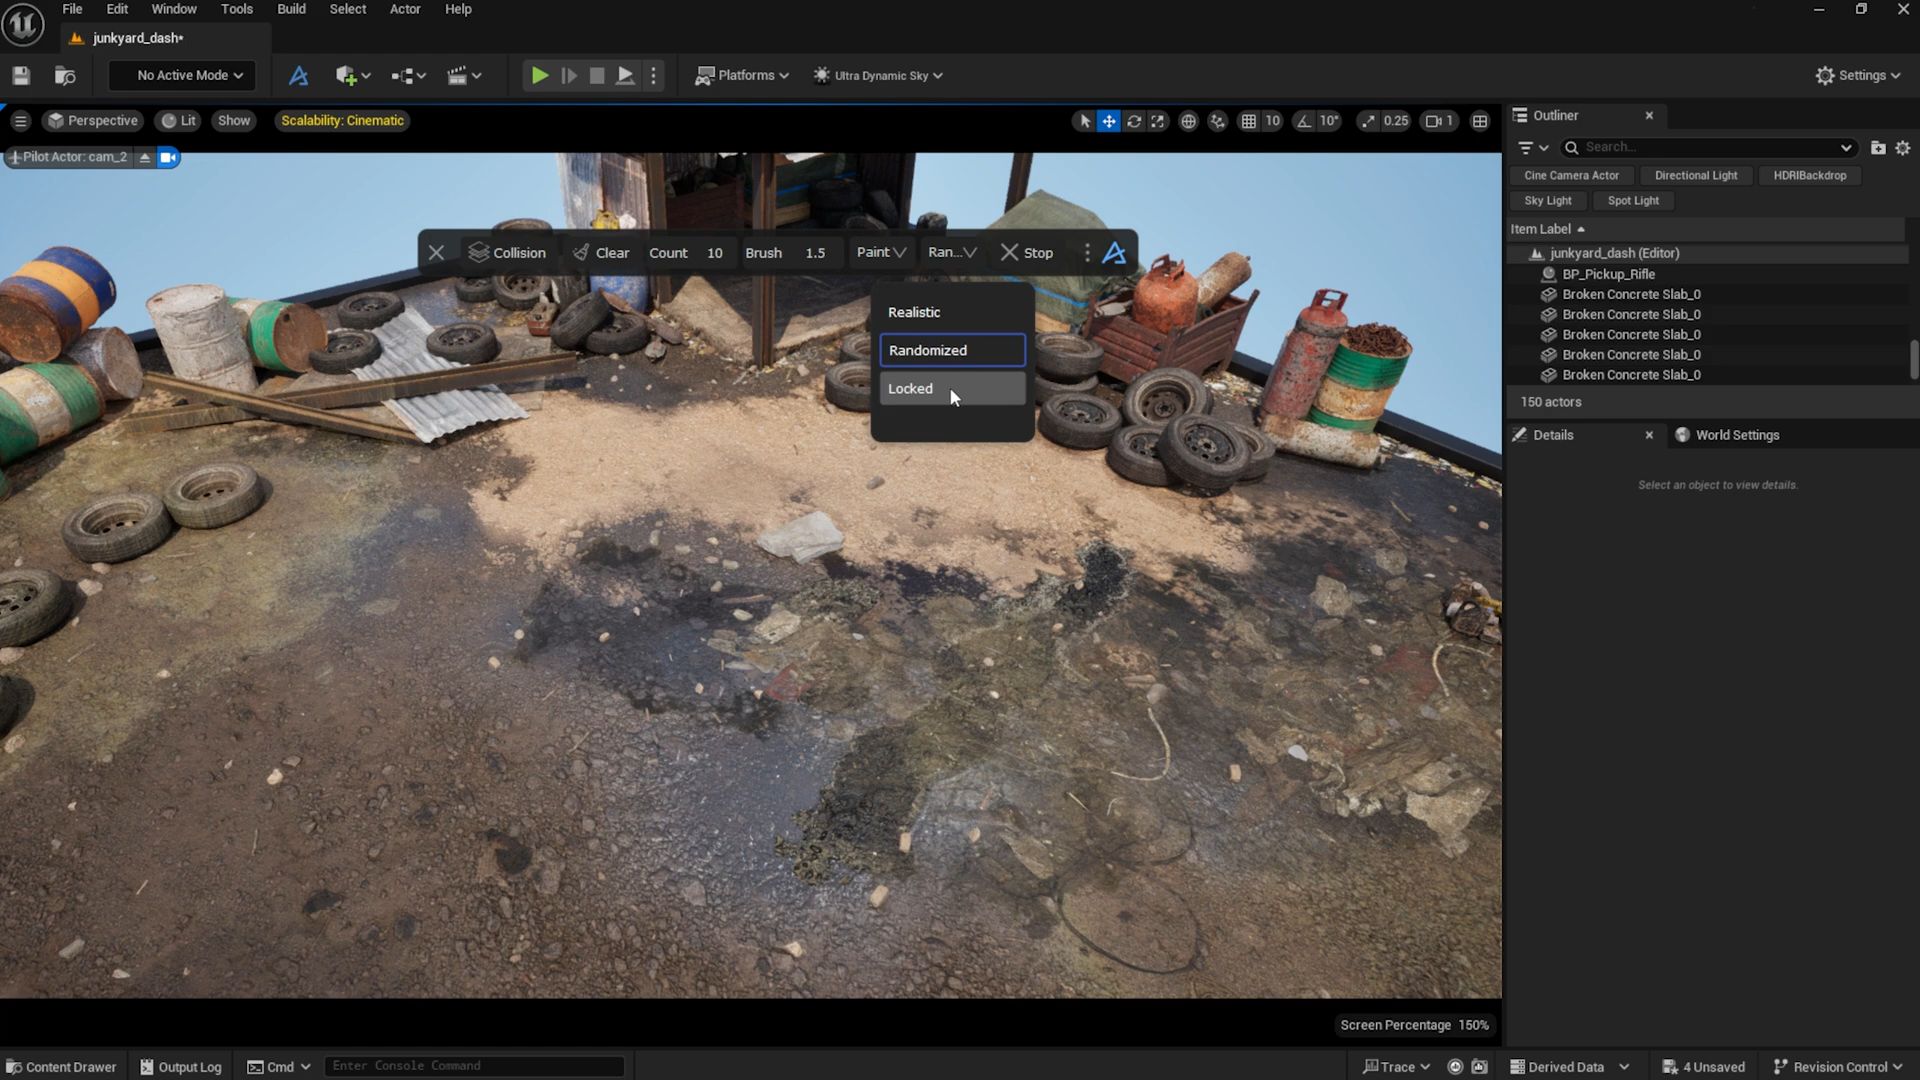 File Edit Window Tools Build Select Actor Help
junkyard_dash*
No Active Mode
Platforms
Ultra Dynamic Sky
Settings
Perspective Lit Show Scalability: Cinematic
10 10° 0.25 1
Pilot Actor: cam_2
Collision Clear Count 10 Brush 1.5 Paint Ran... Stop
Realistic
Randomized
Locked
Screen Percentage 150%
Outliner
Search...
Cine Camera Actor Directional Light HDRIBackdrop
Sky Light Spot Light
Item Label
junkyard_dash (Editor)
BP_Pickup_Rifle
Broken Concrete Slab_0
Broken Concrete Slab_0
Broken Concrete Slab_0
Broken Concrete Slab_0
Broken Concrete Slab_0
150 actors
Details World Settings
Select an object to view details.
Content Drawer Output Log Cmd Enter Console Command Trace Derived Data 4 Unsaved Revision Control